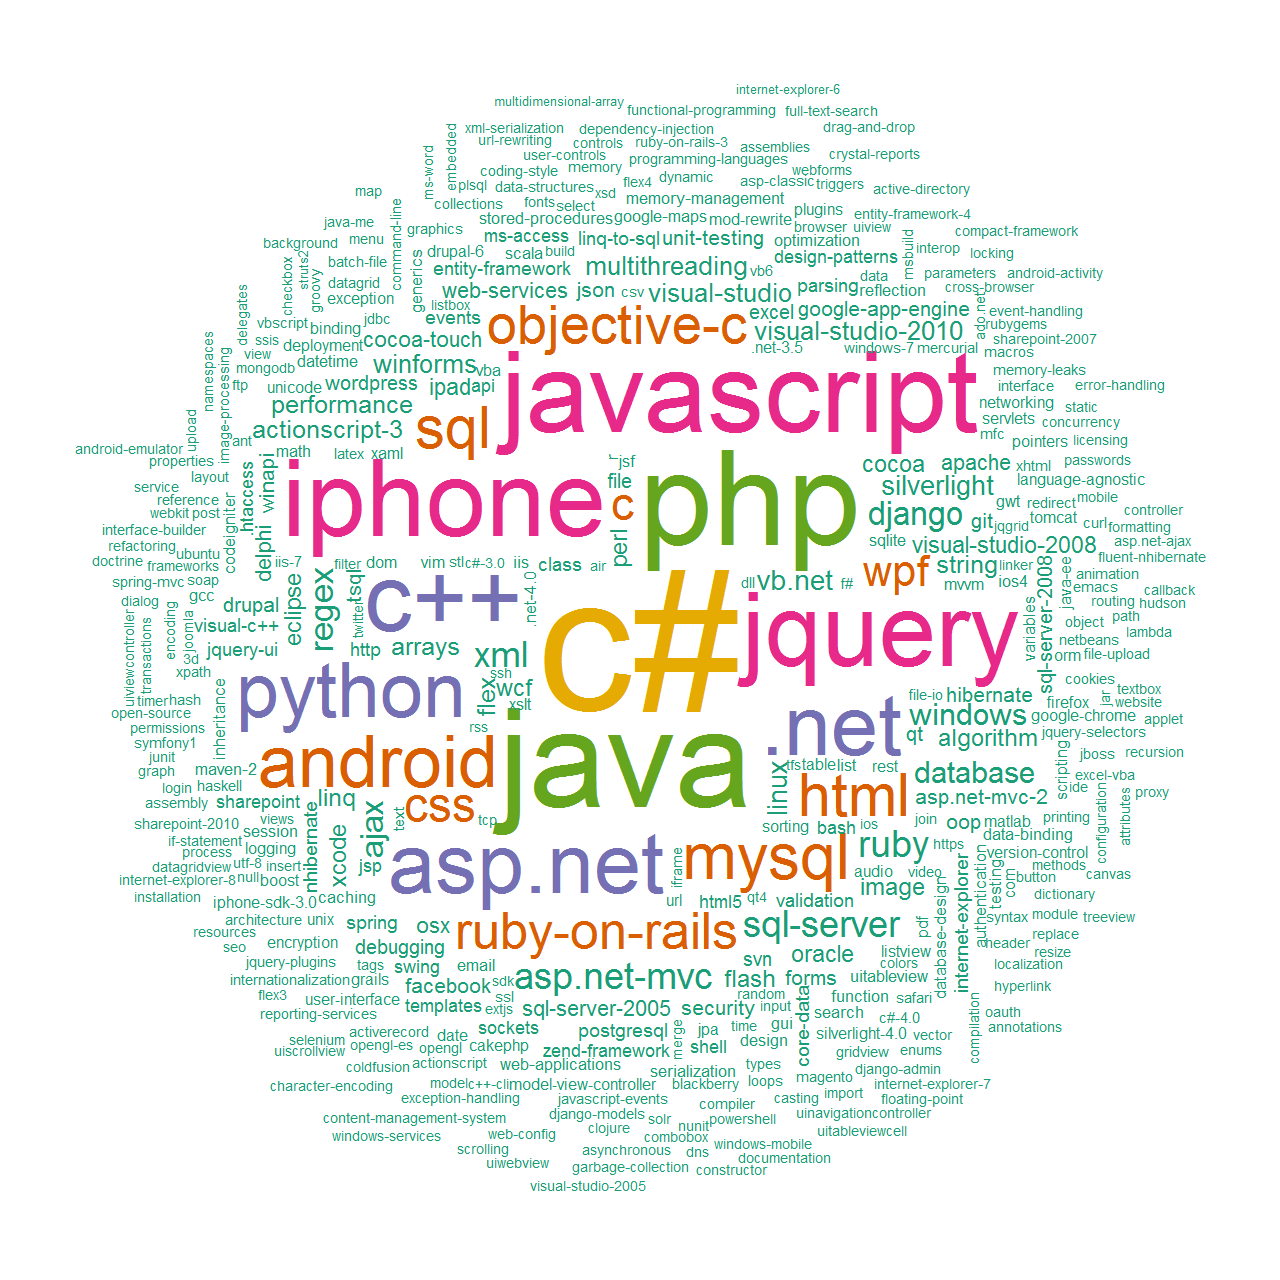 internet-explorer-6
multidimensional-array
functional-programming
full-text-search
xml-serialization
dependency-injection
drag-and-drop
url-rewriting
controls
ruby-on-rails-3
assemblies
embedded
ms-word
user-controls
programming-languages
crystal-reports
coding-style
memory
webforms
plsql
data-structures
xsd
flex4
dynamic
asp-classic
triggers
active-directory
map
collections
fonts
select
memory-management
plugins
entity-framework-4
java-me
command-line
graphics
stored-procedures
google-maps
mod-rewrite
browser
uiview
compact-framework
background
menu
ms-access
linq-to-sql
unit-testing
optimization
msbuild
interop
locking
checkbox
struts2
groovy
batch-file
drupal-6
scala
build
design-patterns
datagrid
generics
entity-framework
multithreading
vb6
data
parameters
android-activity
exception
listbox
web-services
json
csv
visual-studio
parsing
reflection
cross-browser
delegates
vbscript
binding
jdbc
events
objective-c
excel
google-app-engine
ado.net
event-handling
ssis
deployment
cocoa-touch
visual-studio-2010
rubygems
sharepoint-2007
view
datetime
winforms
vba
.net-3.5
windows-7
mercurial
macros
namespaces
image-processing
mongodb
ftp
unicode
wordpress
ipad
api
javascript
memory-leaks
interface
error-handling
upload
performance
sql
networking
static
ant
actionscript-3
servlets
concurrency
android-emulator
math
latex
xaml
mfc
pointers
licensing
properties
winapi
iphone
jsf
php
cocoa
apache
xhtml
passwords
service
layout
.htaccess
file
silverlight
language-agnostic
reference
c
django
gwt
redirect
mobile
webkit
post
codeigniter
git
jqgrid
tomcat
controller
interface-builder
delphi
perl
sqlite
visual-studio-2008
curl
formatting
refactoring
ubuntu
asp.net-ajax
doctrine
frameworks
iis-7
filter
dom
vim
stl
c#-3.0
iis
class
air
wpf
string
linker
java-ee
fluent-nhibernate
spring-mvc
soap
regex
tsql
c++
.net-4.0
c#
dll
vb.net
f#
mvvm
ios4
animation
gcc
eclipse
emacs
callback
dialog
drupal
twitter
jquery
variables
sql-server-2008
routing
hudson
encoding
joomla
visual-c++
object
path
uiviewcontroller
transactions
jquery-ui
http
arrays
xml
netbeans
lambda
3d
orm
file-upload
xpath
python
flex
ssh
wcf
xslt
file-io
hibernate
cookies
timer
hash
inheritance
firefox
jar
textbox
website
open-source
rss
.net
windows
google-chrome
applet
permissions
java
qt
algorithm
jquery-selectors
symfony1
android
junit
scripting
jboss
recursion
graph
maven-2
linux
tfs
table
list
rest
database
excel-vba
login
haskell
linq
css
html
asp.net-mvc-2
ide
proxy
assembly
sharepoint
nhibernate
ajax
text
tcp
join
oop
matlab
printing
configuration
attributes
sharepoint-2010
views
xcode
sorting
bash
ios
data-binding
if-statement
session
asp.net
mysql
ruby
https
version-control
process
logging
jsp
iframe
internet-explorer
authentication
testing
com
methods
datagridview
utf-8
insert
audio
video
button
canvas
internet-explorer-8
null
boost
image
database-design
dictionary
installation
iphone-sdk-3.0
caching
url
html5
qt4
validation
architecture
unix
spring
osx
ruby-on-rails
sql-server
pdf
syntax
module
treeview
resources
replace
seo
encryption
debugging
svn
oracle
listview
header
resize
jquery-plugins
tags
swing
email
colors
localization
internationalization
grails
facebook
sdk
asp.net-mvc
flash
forms
uitableview
hyperlink
flex3
user-interface
ssl
random
core-data
function
safari
reporting-services
templates
extjs
sql-server-2005
security
input
search
c#-4.0
compilation
oauth
activerecord
date
sockets
postgresql
merge
jpa
time
gui
annotations
selenium
silverlight-4.0
vector
opengl-es
opengl
cakephp
zend-framework
shell
design
gridview
enums
uiscrollview
coldfusion
actionscript
web-applications
serialization
types
django-admin
character-encoding
model
c++-cli
model-view-controller
blackberry
loops
magento
internet-explorer-7
exception-handling
javascript-events
compiler
casting
import
floating-point
content-management-system
django-models
solr
powershell
uinavigationcontroller
windows-services
web-config
clojure
nunit
uitableviewcell
combobox
scrolling
asynchronous
dns
windows-mobile
uiwebview
garbage-collection
documentation
constructor
visual-studio-2005